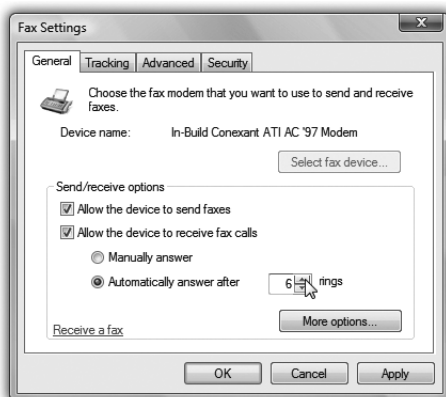 Fax Settings
General Tracking Advanced Security
Choose the fax modem that you want to use to send and receive
faxes.
Device name: In-Build Conexant ATI AC '97 Modem
Select fax device...
Send/receive options
Allow the device to send faxes
Allow the device to receive fax calls
Manually answer
Automatically answer after 6 rings
Receive a fax
More options...
OK Cancel Apply